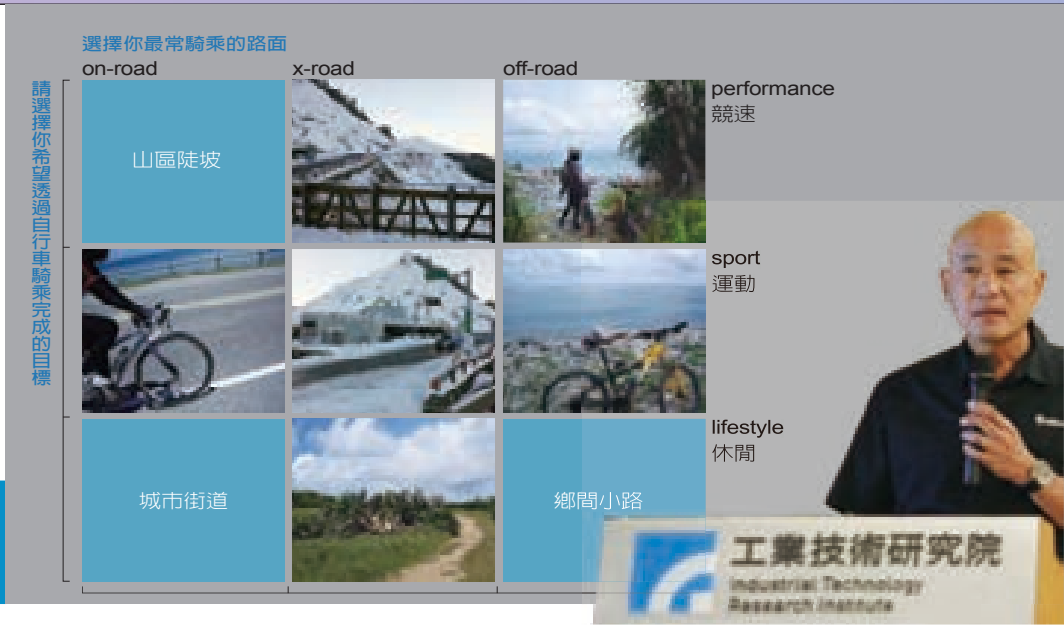 選擇你最常騎乘的路面
on-road
x-road
off-road
請選擇你希望透過自行車騎乘完成的目標
performance
競速
山區陡坡
sport
運動
lifestyle
休閒
城市街道
鄉間小路
工業技術研究院
Industrial Technology
Research Institute